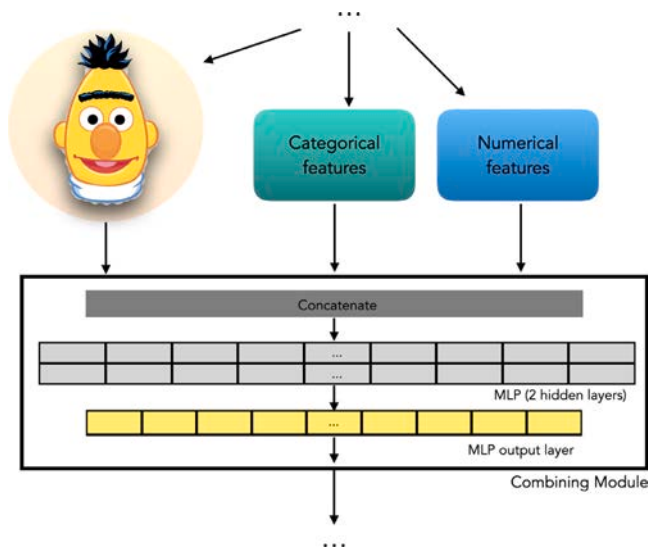 ...
Categorical
features
Numerical
features
Concatenate
...
...
MLP (2 hidden layers)
...
MLP output layer
Combining Module
...